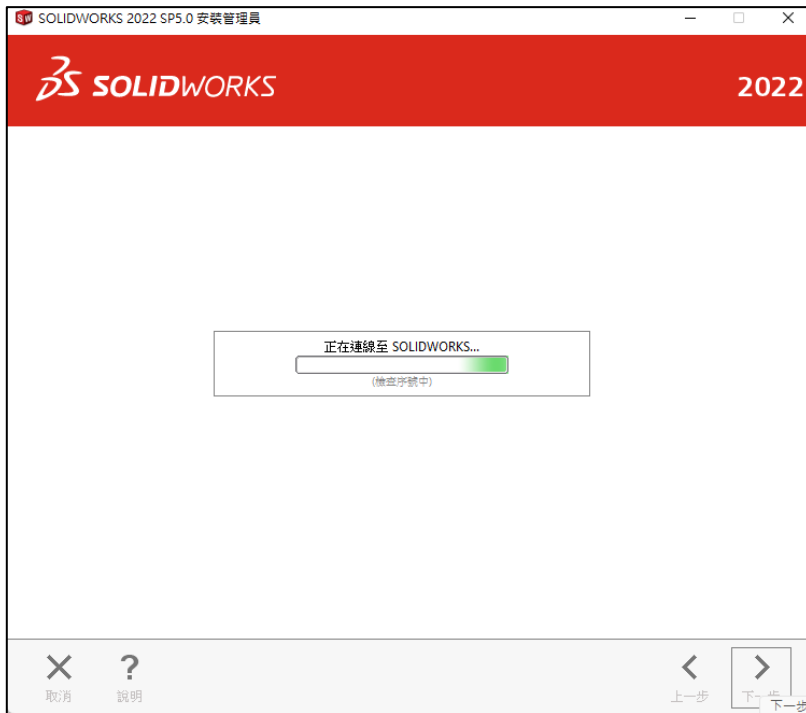 SOLIDWORKS 2022 SP5.0 安裝管理員
SOLIDWORKS
2022
正在連線至 SOLIDWORKS...
(檢查序號中)
取消
說明
上一步
下一步
下一步